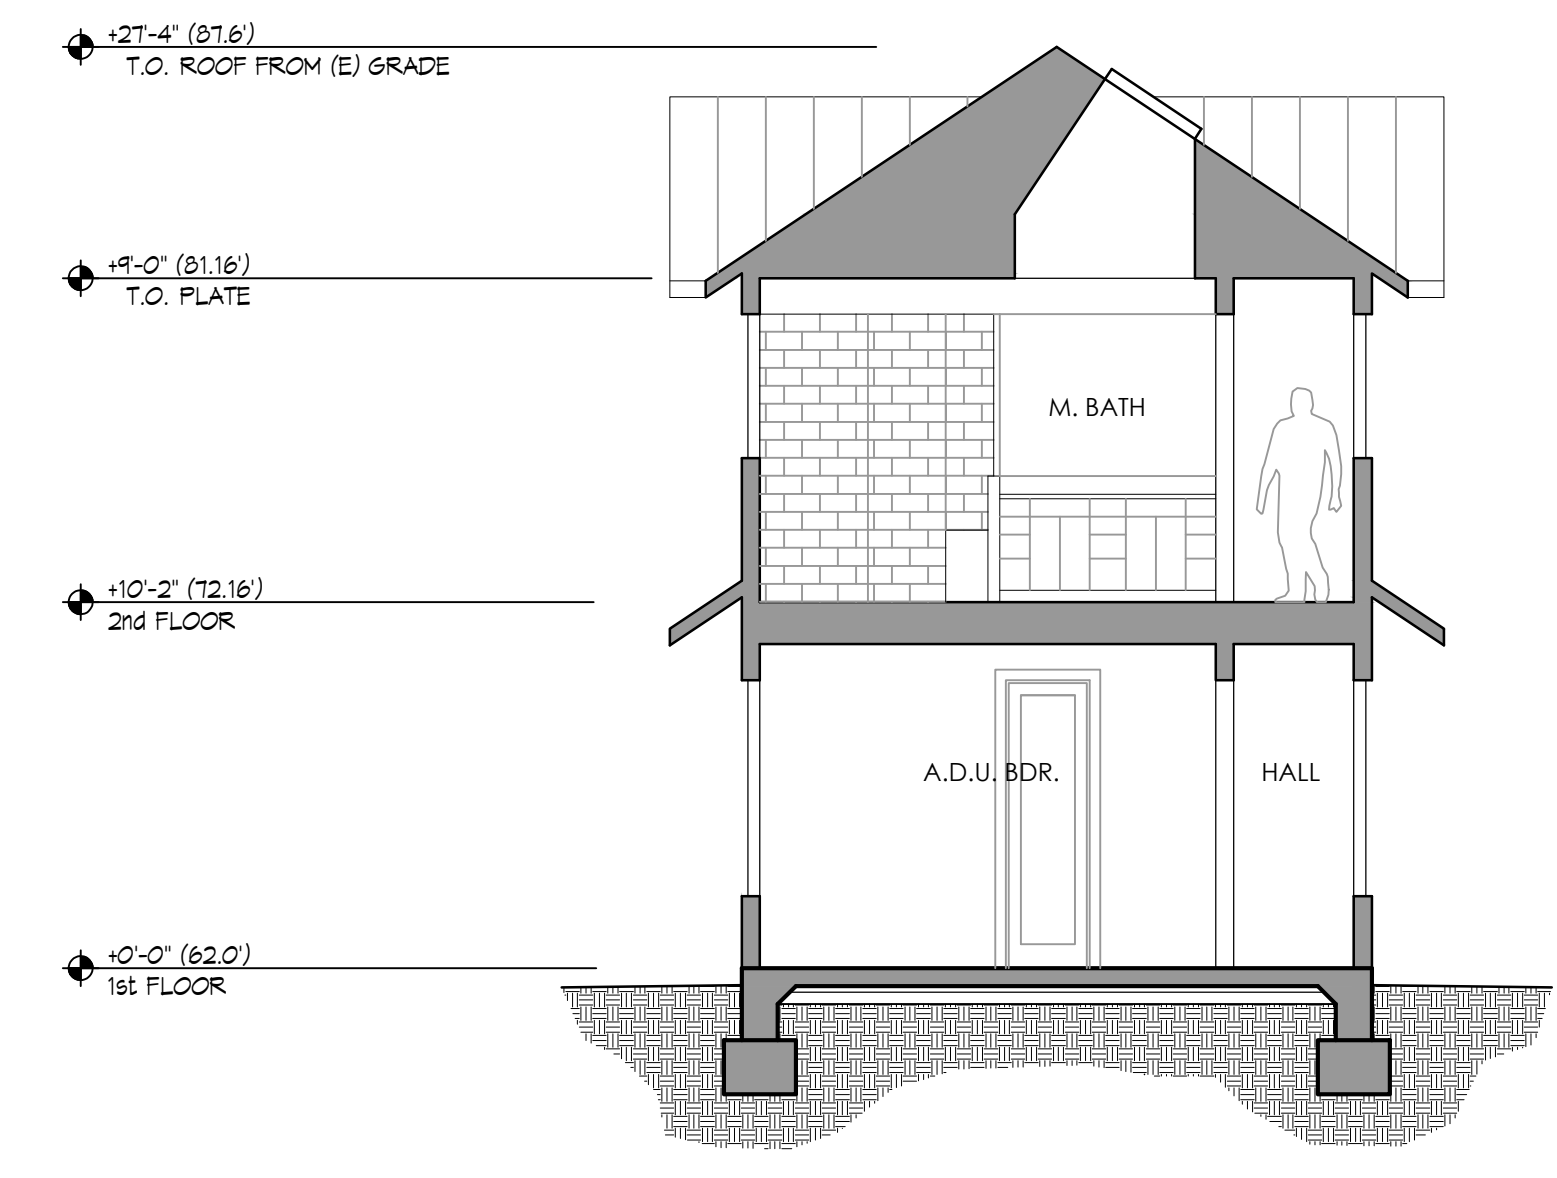 +27'-4" (87.6')
T.O. ROOF FROM (E) GRADE
+9'-0" (81.16')
T.O. PLATE
M. BATH
+10'-2" (72.16')
2nd FLOOR
A.D.U. BDR.
HALL
+0'-0" (62.0')
1st FLOOR